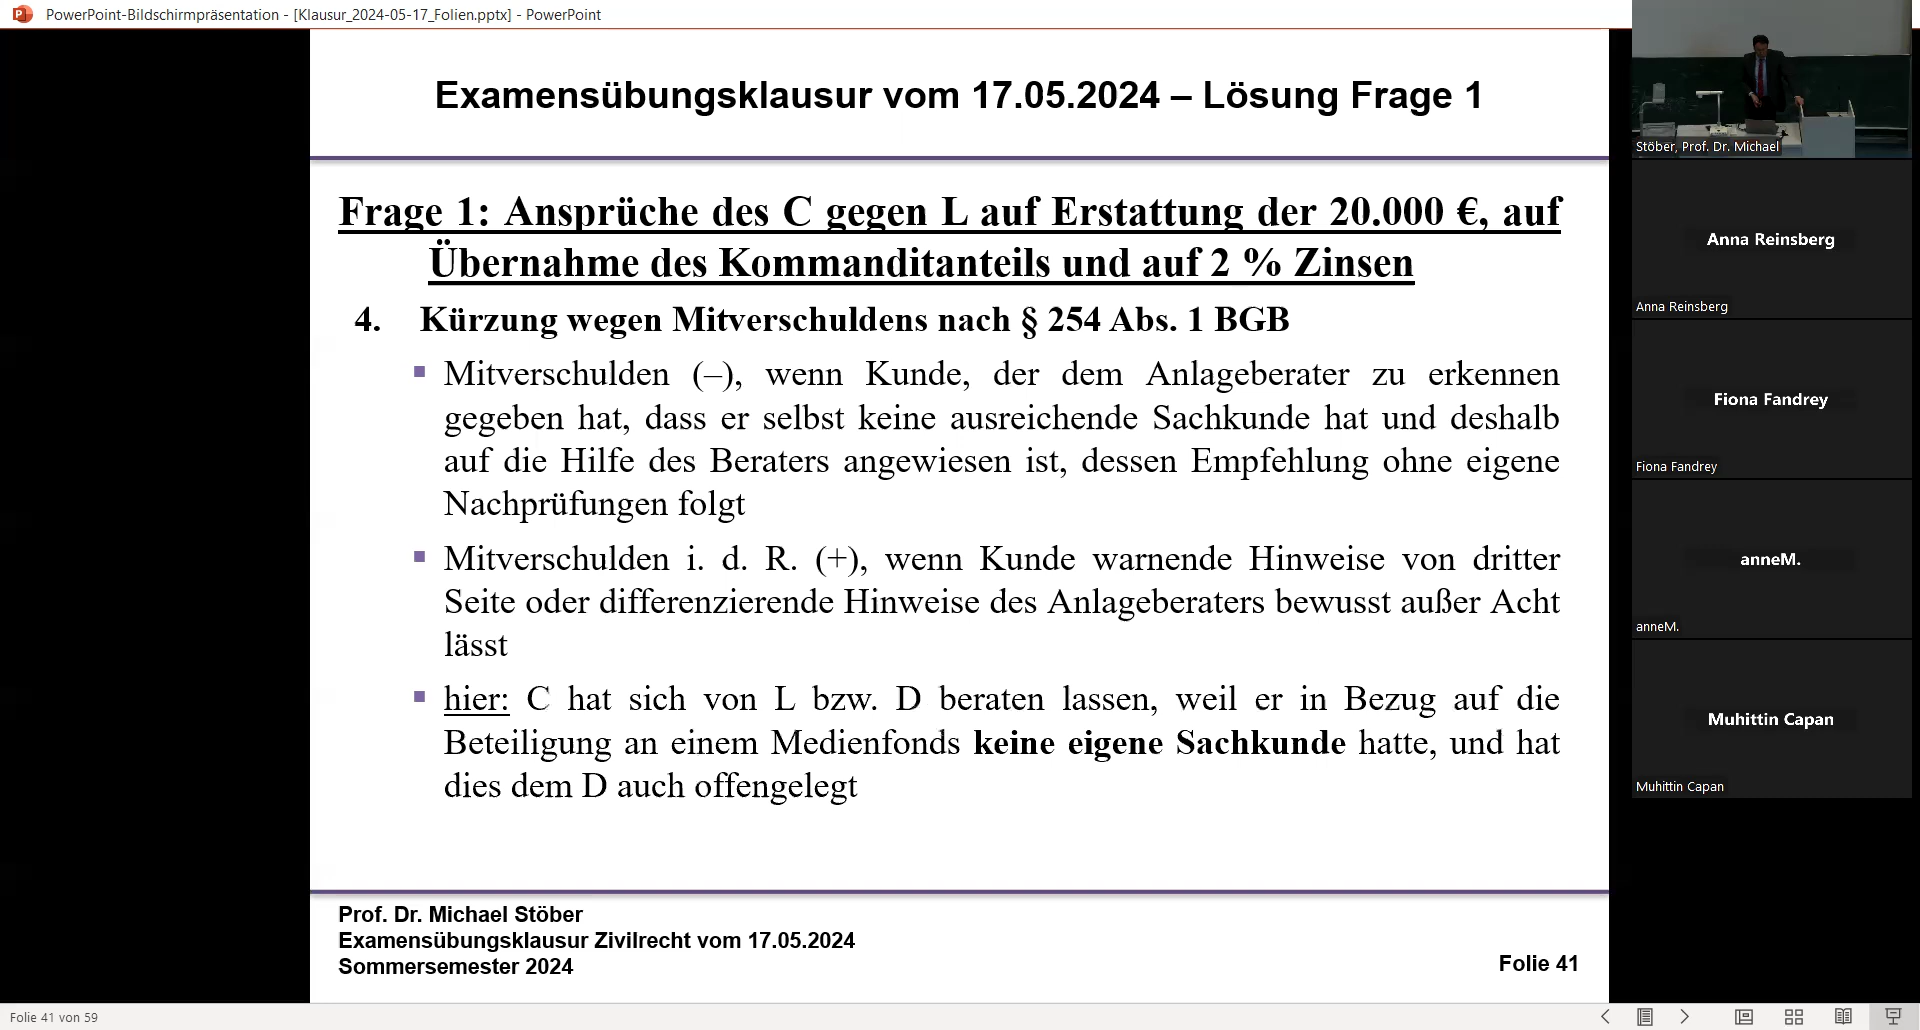 PowerPoint-Bildschirmpräsentation - [Klausur_2024-05-17_Folien.pptx] - PowerPoint
Examensübungsklausur vom 17.05.2024 – Lösung Frage 1
Frage 1: Ansprüche des C gegen L auf Erstattung der 20.000 €, auf
Übernahme des Kommanditanteils und auf 2 % Zinsen
4. Kürzung wegen Mitverschuldens nach § 254 Abs. 1 BGB
▪ Mitverschulden (–), wenn Kunde, der dem Anlageberater zu erkennen
gegeben hat, dass er selbst keine ausreichende Sachkunde hat und deshalb
auf die Hilfe des Beraters angewiesen ist, dessen Empfehlung ohne eigene
Nachprüfungen folgt
▪ Mitverschulden i. d. R. (+), wenn Kunde warnende Hinweise von dritter
Seite oder differenzierende Hinweise des Anlageberaters bewusst außer Acht
lässt
▪ hier: C hat sich von L bzw. D beraten lassen, weil er in Bezug auf die
Beteiligung an einem Medienfonds keine eigene Sachkunde hatte, und hat
dies dem D auch offengelegt
Prof. Dr. Michael Stöber
Examensübungsklausur Zivilrecht vom 17.05.2024
Sommersemester 2024
Folie 41
Folie 41 von 59
Stöber, Prof. Dr. Michael
Anna Reinsberg
Anna Reinsberg
Fiona Fandrey
Fiona Fandrey
anneM.
anneM.
Muhittin Capan
Muhittin Capan